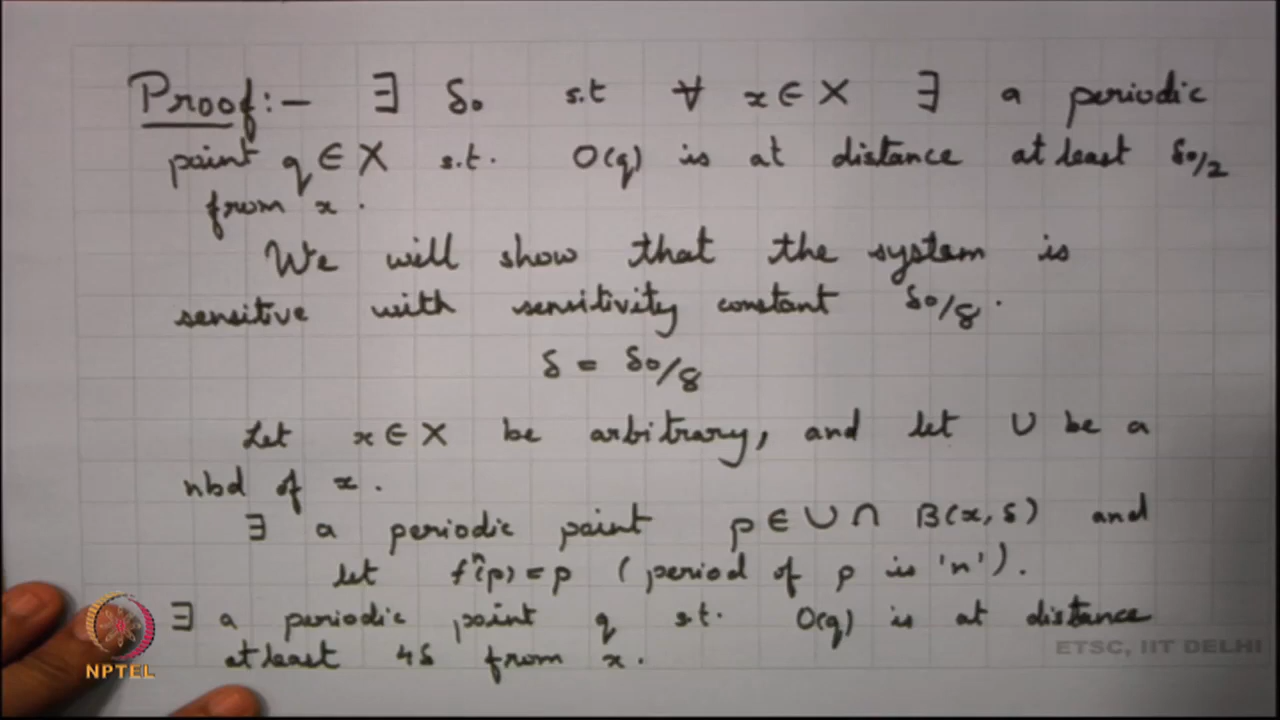 Proof:- ∃ δ₀ s.t ∀ x∈X ∃ a periodic
point q∈X s.t. O(q) is at distance at least δ₀/2
from x.
We will show that the system is
sensitive with sensitivity constant δ₀/8.
δ = δ₀/8
Let x∈X be arbitrary, and let U be a
nbd of x.
∃ a periodic point p∈U∩ B(x,δ) and
let fⁿ(p)=p (period of p is 'n').
∃ a periodic point q st. O(q) is at distance
at least 4δ from x.
NPTEL
ETSC, IIT DELHI